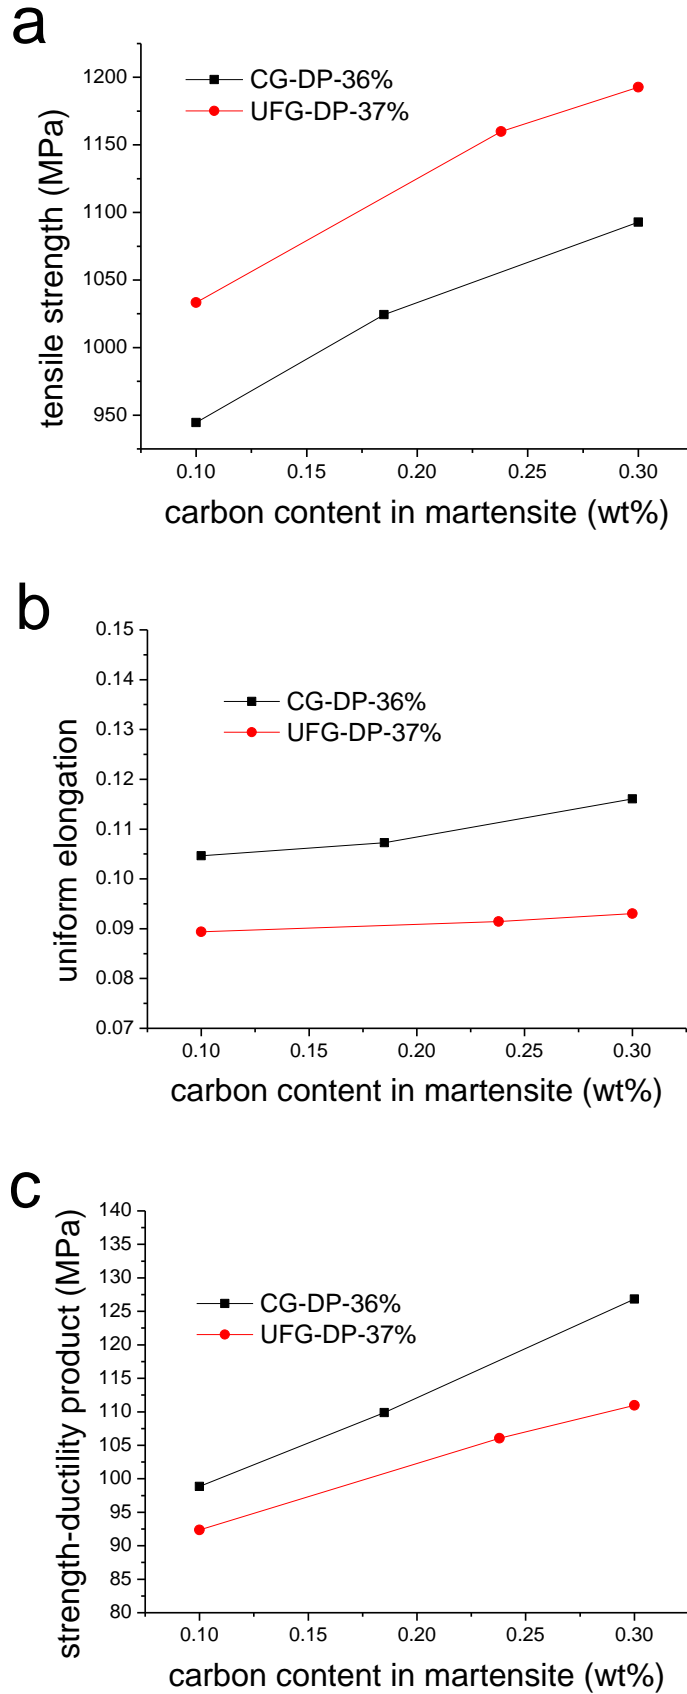 a
tensile strength (MPa)
1200
1150
1100
1050
1000
950
CG-DP-36%
UFG-DP-37%
0.10 0.15 0.20 0.25 0.30
carbon content in martensite (wt%)
b
uniform elongation
0.15
0.14
0.13
0.12
0.11
0.10
0.09
0.08
0.07
CG-DP-36%
UFG-DP-37%
0.10 0.15 0.20 0.25 0.30
carbon content in martensite (wt%)
c
strength-ductility product (MPa)
140
135
130
125
120
115
110
105
100
95
90
85
80
CG-DP-36%
UFG-DP-37%
0.10 0.15 0.20 0.25 0.30
carbon content in martensite (wt%)